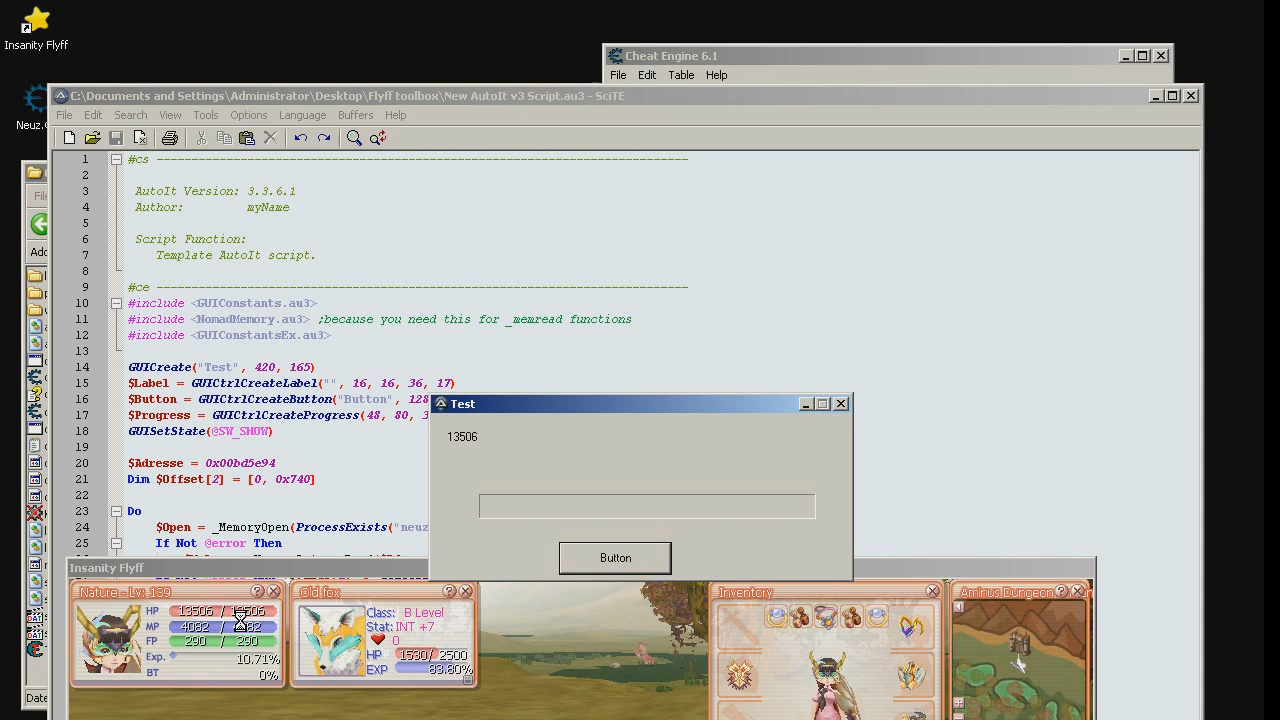 Insanity Flyff
Cheat Engine 6.1
File Edit Table Help
C:\Documents and Settings\Administrator\Desktop\Flyff toolbox\New AutoIt v3 Script.au3 - SciTE
File Edit Search View Tools Options Language Buffers Help
1 #cs
2
3 AutoIt Version: 3.3.6.1
4 Author: myName
5
6 Script Function:
7 Template AutoIt script.
8
9 #ce
10 #include <GUIConstants.au3>
11 #include <NomadMemory.au3> ;because you need this for _memread functions
12 #include <GUIConstantsEx.au3>
13
14 GUICreate("Test", 420, 165)
15 $Label = GUICtrlCreateLabel("", 16, 16, 36, 17)
16 $Button = GUICtrlCreateButton("Button", 128
17 $Progress = GUICtrlCreateProgress(48, 80, 3
18 GUISetState(@SW_SHOW)
19
20 $Adresse = 0x00bd5e94
21 Dim $Offset[2] = [0, 0x740]
22
23 Do
24 $Open = _MemoryOpen(ProcessExists("neuz
25 If Not @error Then
Test
13506
Button
Insanity Flyff
Nature - Lv. 139
HP 13506 / 13506
MP 4082 / 4082
FP 290 / 290
Exp. 10.71%
BT 0%
Old fox
Class: B Level
Stat: INT +7
0
HP 1530 / 2500
EXP 83.80%
Inventory
Aminus Dungeon